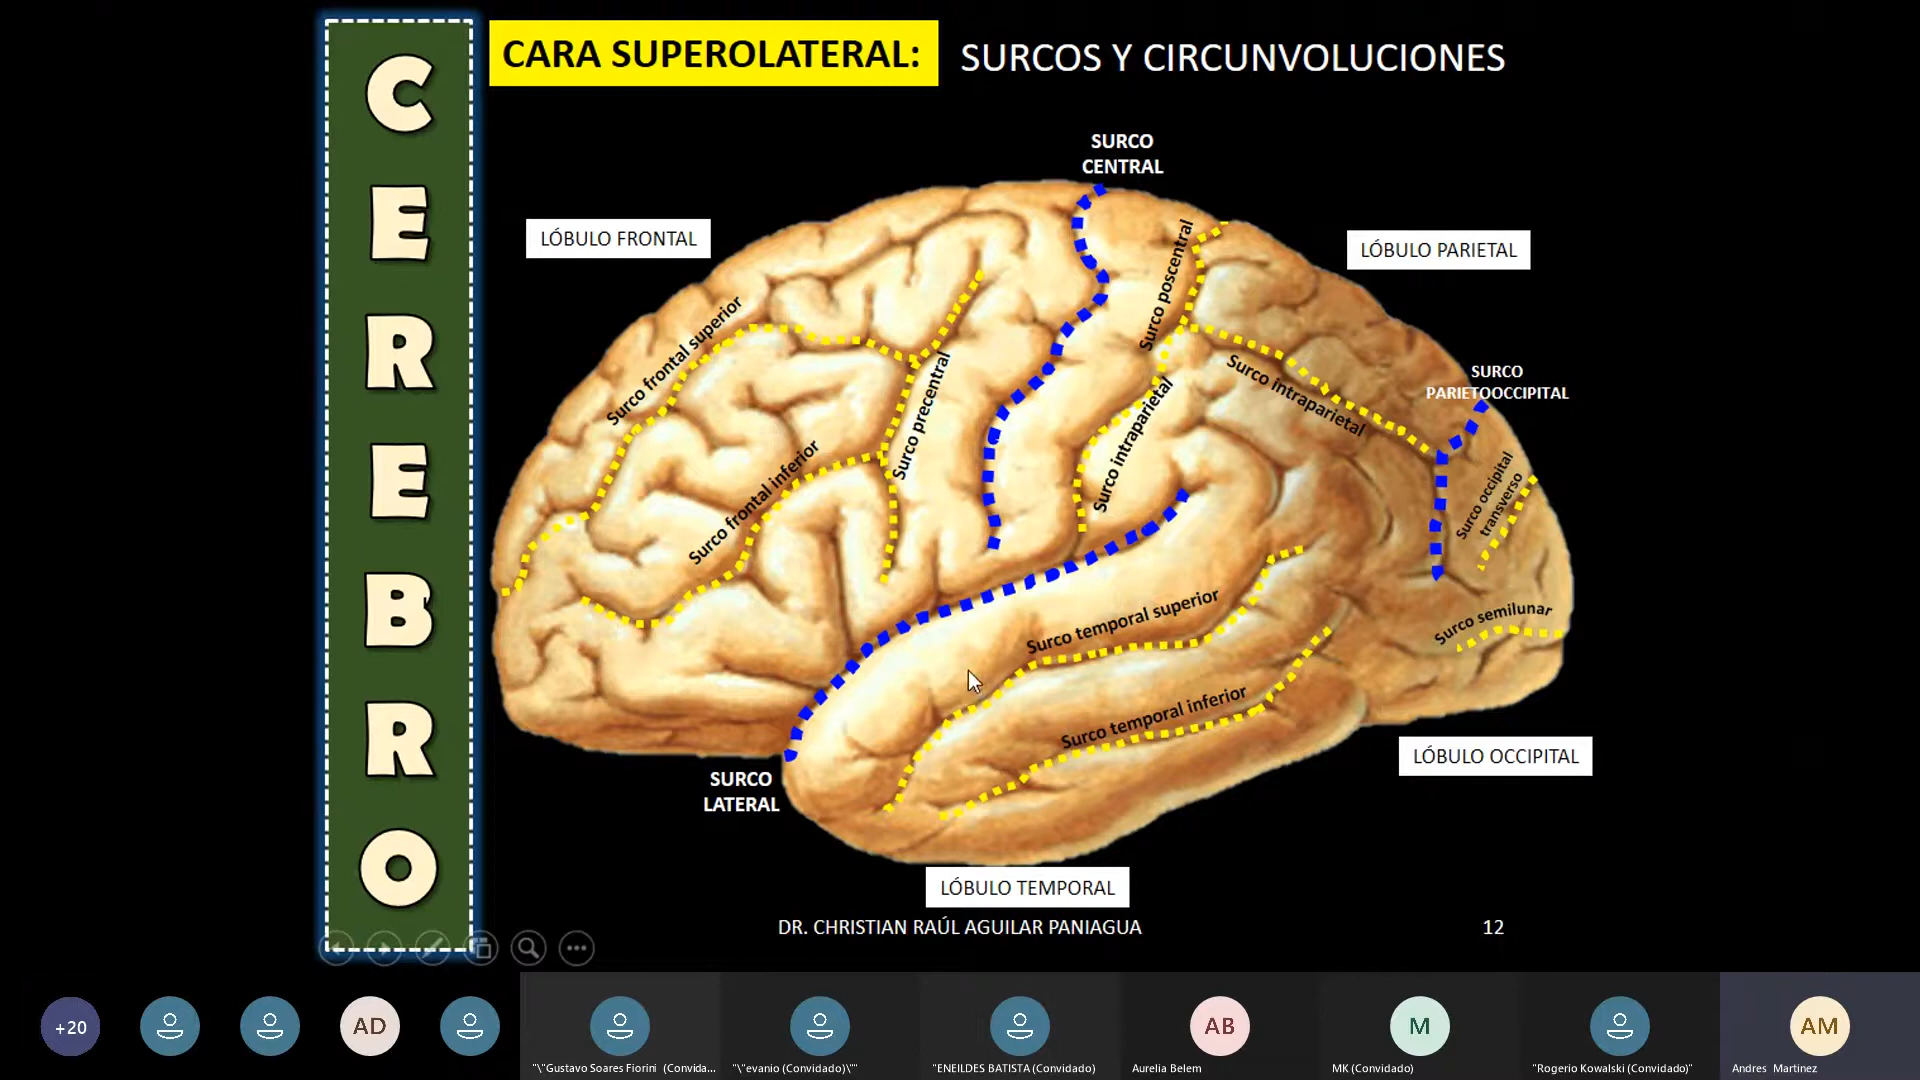 CEREBRO
CARA SUPEROLATERAL:
SURCOS Y CIRCUNVOLUCIONES
SURCO
CENTRAL
LÓBULO FRONTAL
LÓBULO PARIETAL
Surco poscentral
Surco frontal superior
Surco precentral
Surco intraparietal
Surco intraparietal
SURCO
PARIETOOCCIPITAL
Surco frontal inferior
Surco occipital
transverso
Surco temporal superior
Surco semilunar
Surco temporal inferior
LÓBULO OCCIPITAL
SURCO
LATERAL
LÓBULO TEMPORAL
DR. CHRISTIAN RAÚL AGUILAR PANIAGUA
12
+20
AD
AB
M
AM
"\"Gustavo Soares Fiorini (Convida...
"\"evanio (Convidado)\""
"ENEILDES BATISTA (Convidado)
Aurelia Belem
MK (Convidado)
"Rogerio Kowalski (Convidado)"
Andres Martinez